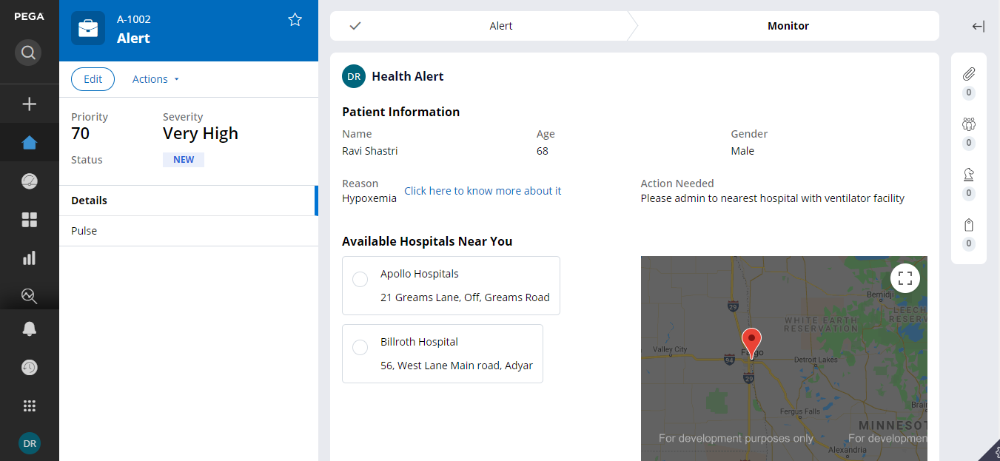 PEGA
A-1002
Alert
Edit
Actions
Priority
Severity
70
Very High
Status
NEW
Details
Pulse
DR
Alert
Monitor
DR Health Alert
Patient Information
Name
Age
Gender
Ravi Shastri
68
Male
Reason
Hypoxemia
Click here to know more about it
Action Needed
Please admin to nearest hospital with ventilator facility
Available Hospitals Near You
Apollo Hospitals
21 Greams Lane, Off, Greams Road
Billroth Hospital
56, West Lane Main road, Adyar
Bemidji
29
LEECH
RESERV
WHITE EARTH
RESERVATION
Valley City
Fargo
94
Detroit Lakes
29
Fergus Falls
Brain
MINNESOT
For development purposes only
For developmen
Alexandria
0
0
0
0